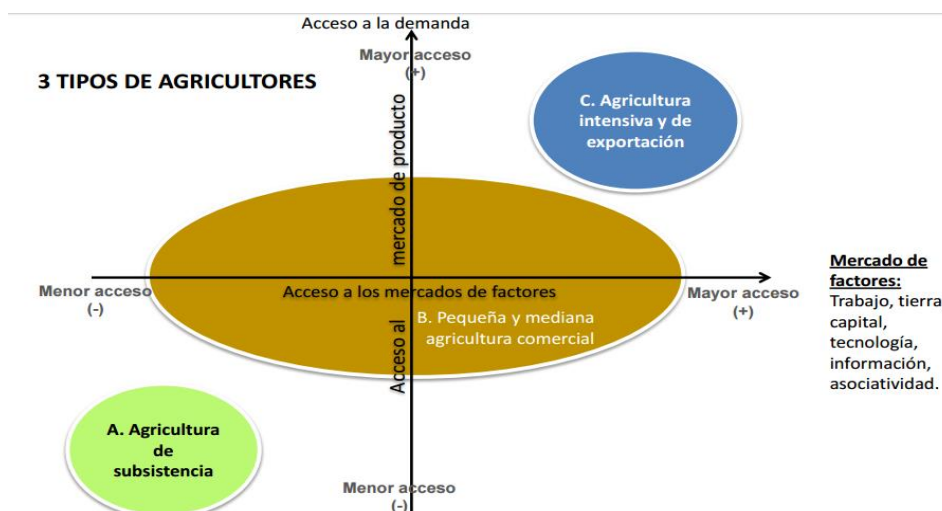 Acceso a la demanda
Mayor acceso
(+)
3 TIPOS DE AGRICULTORES
C. Agricultura
intensiva y de
exportación
Acceso al mercado de producto
Menor acceso
(-)
Acceso a los mercados de factores
Mayor acceso
(+)
B. Pequeña y mediana
agricultura comercial
Mercado de
factores:
Trabajo, tierra
capital,
tecnología,
información,
asociatividad.
A. Agricultura
de
subsistencia
Menor acceso
(-)